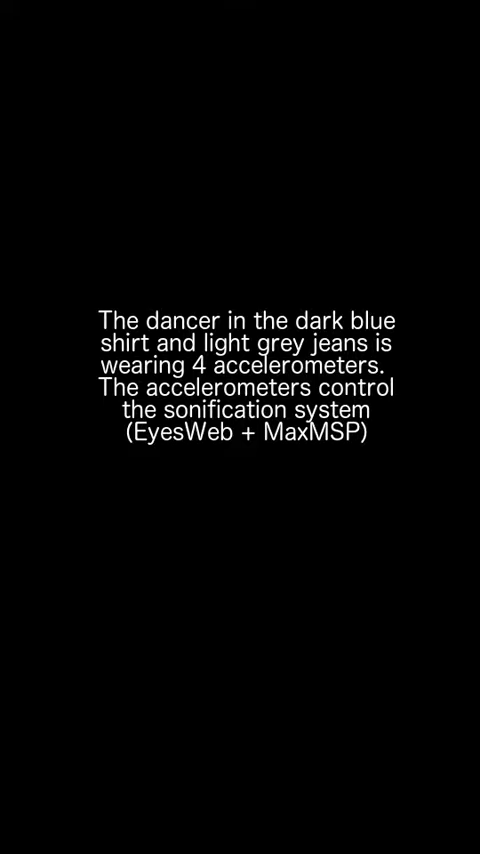 The dancer in the dark blue
shirt and light grey jeans is
wearing 4 accelerometers.
The accelerometers control
the sonification system
(EyesWeb + MaxMSP)